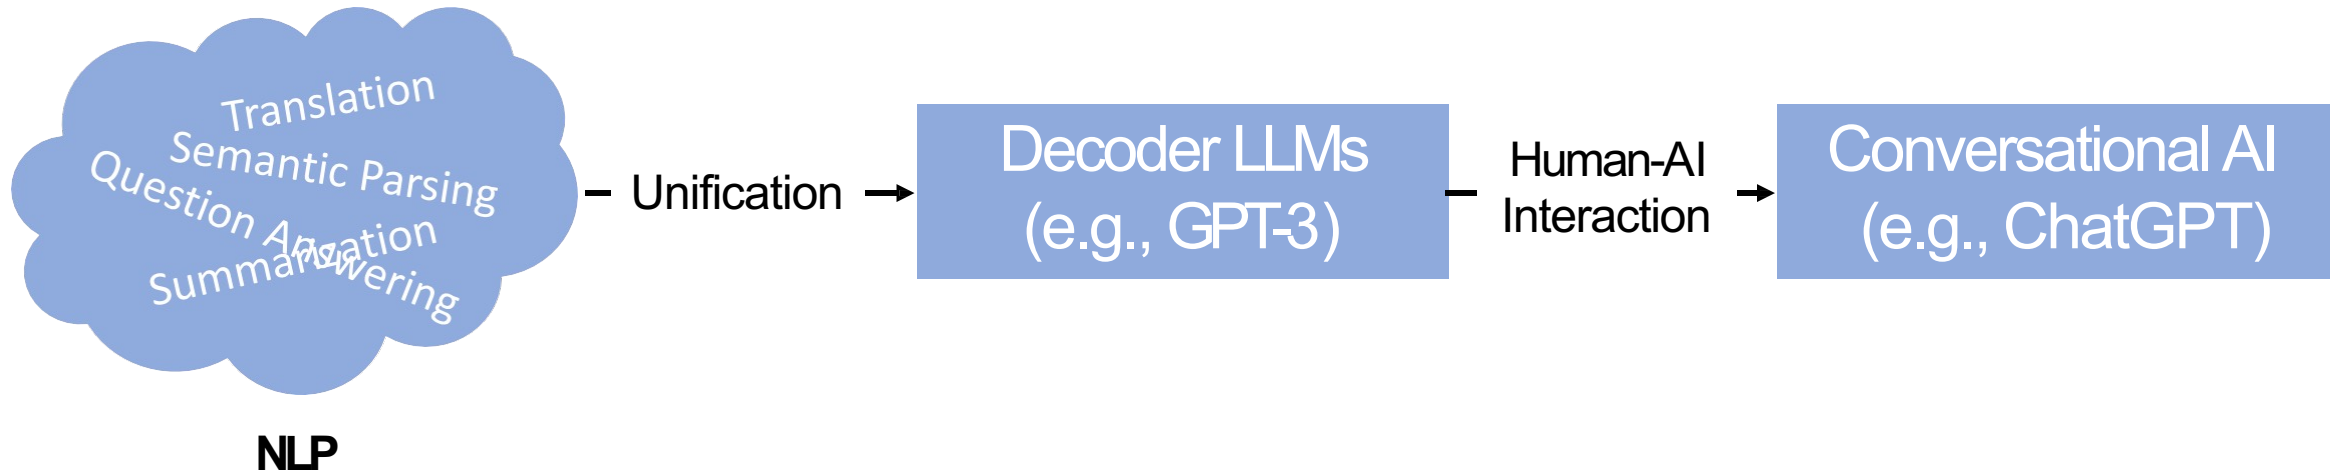 Translation
Semantic Parsing
Question Answering
Summarization
NLP
Unification
Decoder LLMs
(e.g., GPT-3)
Human-AI
Interaction
Conversational AI
(e.g., ChatGPT)